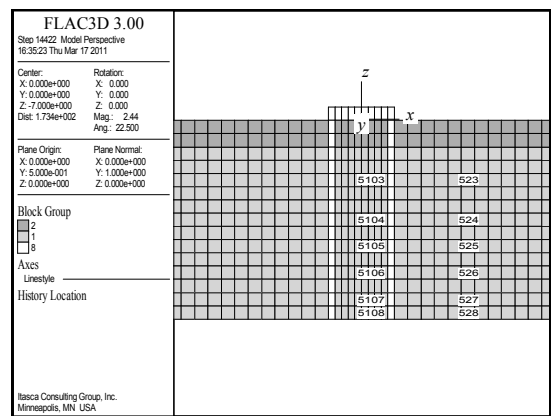 FLAC3D 3.00
Step 14422 Model Perspective
16:35:23 Thu Mar 17 2011
Center:
X: 0.000e+000
Y: 0.000e+000
Z: -7.000e+000
Dist: 1.734e+002
Rotation:
X: 0.000
Y: 0.000
Z: 0.000
Mag.: 2.44
Ang.: 22.500
Plane Origin:
X: 0.000e+000
Y: 5.000e-001
Z: 0.000e+000
Plane Normal:
X: 0.000e+000
Y: 1.000e+000
Z: 0.000e+000
Block Group
2
1
8
Axes
Linestyle
History Location
Itasca Consulting Group, Inc.
Minneapolis, MN USA
z
x
y
5103 523
5104 524
5105 525
5106 526
5107 527
5108 528